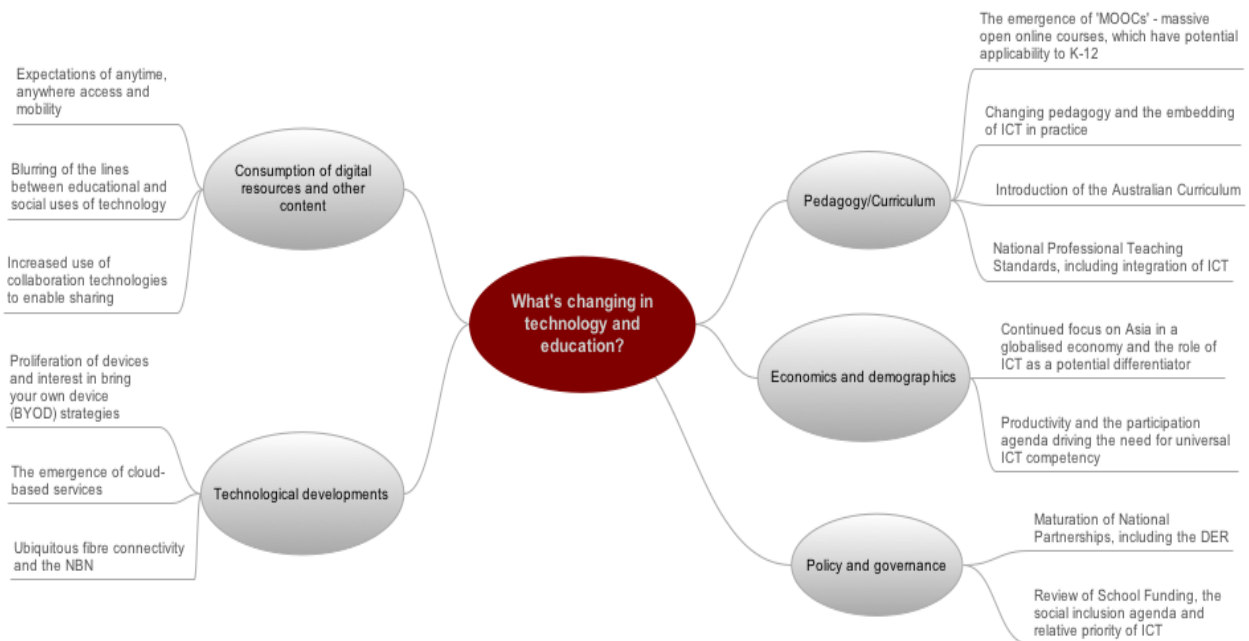 What's changing in
technology and
education?
Consumption of digital
resources and other
content
Expectations of anytime,
anywhere access and
mobility
Blurring of the lines
between educational and
social uses of technology
Increased use of
collaboration technologies
to enable sharing
Technological developments
Proliferation of devices
and interest in bring
your own device
(BYOD) strategies
The emergence of cloud-
based services
Ubiquitous fibre connectivity
and the NBN
Pedagogy/Curriculum
The emergence of 'MOOCs' - massive
open online courses, which have potential
applicability to K-12
Changing pedagogy and the embedding
of ICT in practice
Introduction of the Australian Curriculum
National Professional Teaching
Standards, including integration of ICT
Economics and demographics
Continued focus on Asia in a
globalised economy and the role of
ICT as a potential differentiator
Productivity and the participation
agenda driving the need for universal
ICT competency
Policy and governance
Maturation of National
Partnerships, including the DER
Review of School Funding, the
social inclusion agenda and
relative priority of ICT